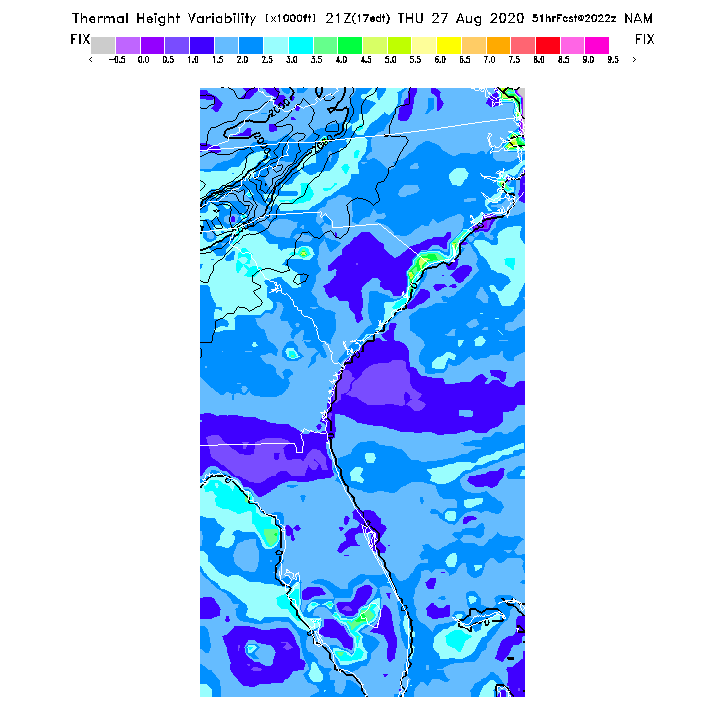 Thermal Height Variability [x1000ft] 21Z(17edt) THU 27 Aug 2020 51hrFcst@2022z NAM
FIX FIX
< -0.5 0.0 0.5 1.0 1.5 2.0 2.5 3.0 3.5 4.0 4.5 5.0 5.5 6.0 6.5 7.0 7.5 8.0 8.5 9.0 9.5 >